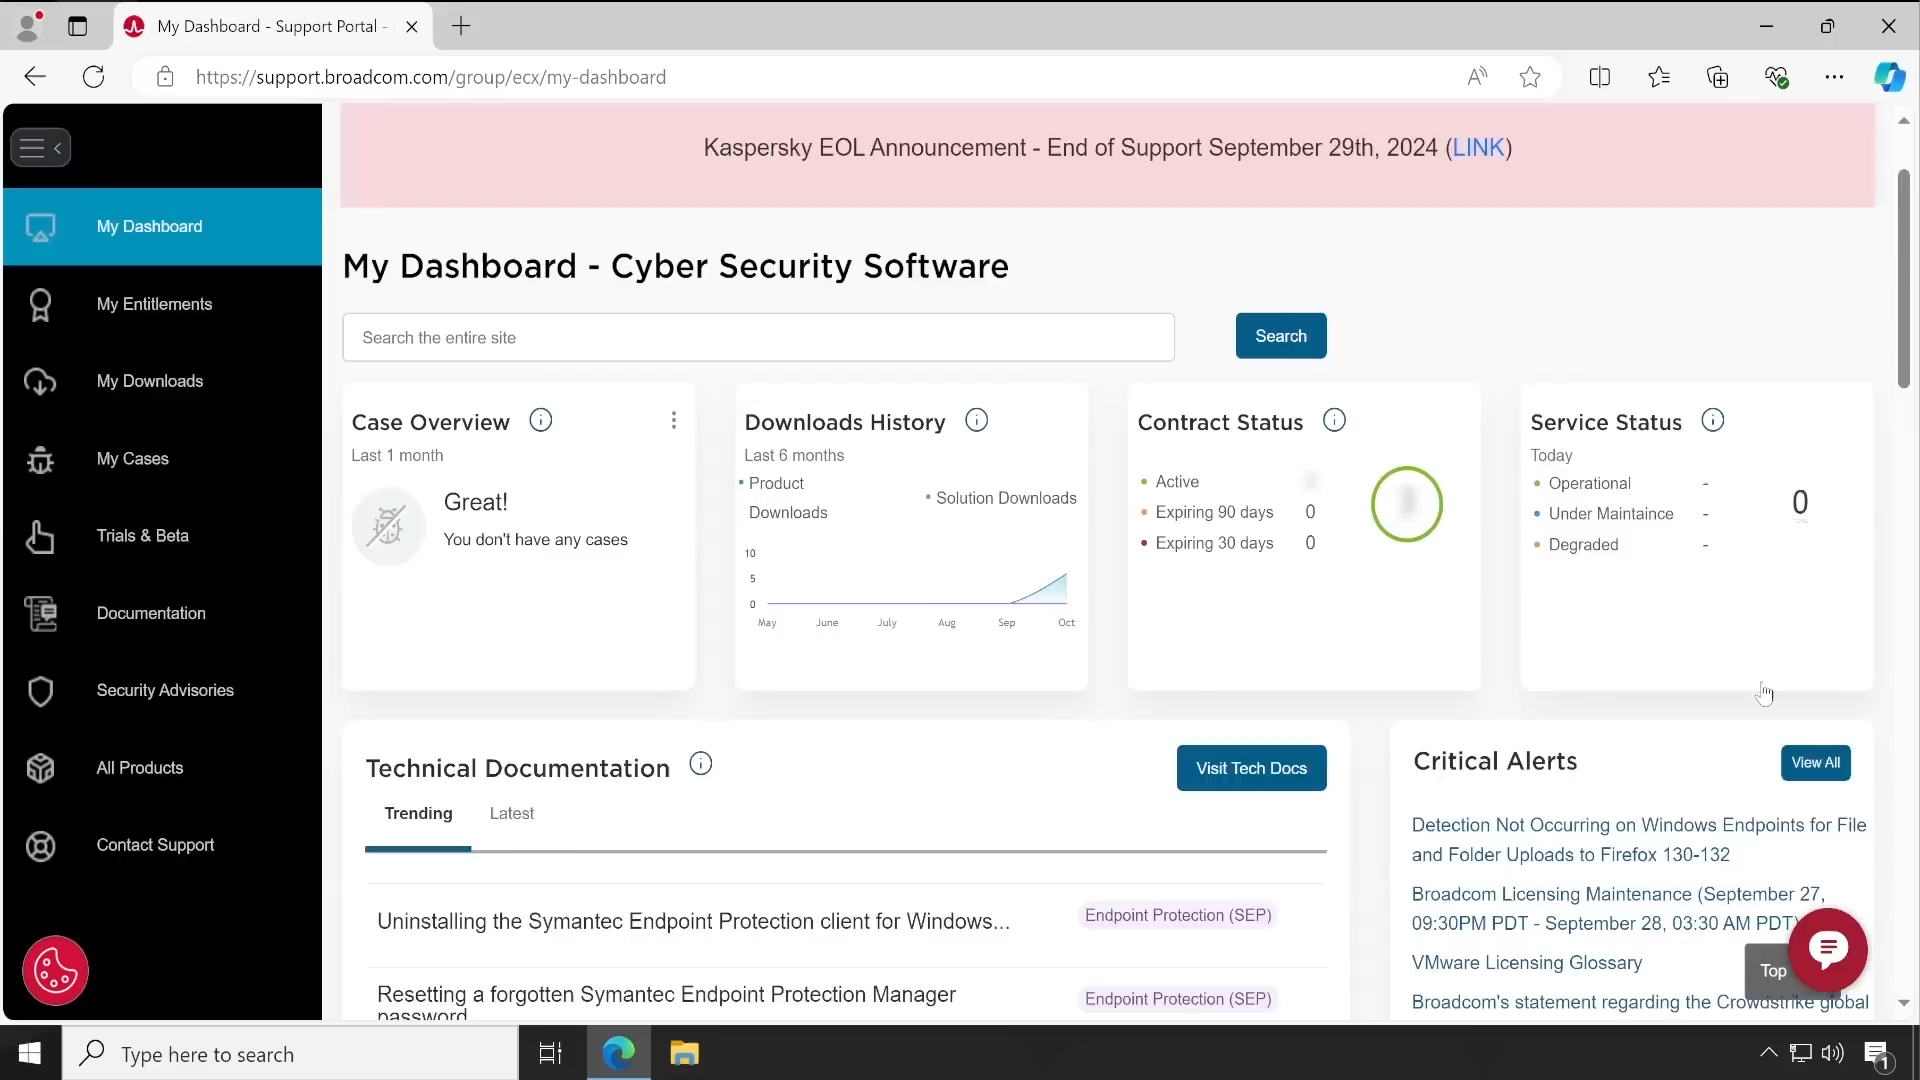 My Dashboard - Support Portal -
https://support.broadcom.com/group/ecx/my-dashboard
Kaspersky EOL Announcement - End of Support September 29th, 2024 (LINK)
My Dashboard
My Entitlements
My Downloads
My Cases
Trials & Beta
Documentation
Security Advisories
All Products
Contact Support
My Dashboard - Cyber Security Software
Search the entire site
Search
Case Overview
Last 1 month
Great!
You don't have any cases
Downloads History
Last 6 months
Product
Downloads
Solution Downloads
10
5
0
May June July Aug Sep Oct
Contract Status
Active
Expiring 90 days 0
Expiring 30 days 0
Service Status
Today
Operational -
Under Maintaince -
Degraded -
0
Technical Documentation
Visit Tech Docs
Trending Latest
Uninstalling the Symantec Endpoint Protection client for Windows...
Endpoint Protection (SEP)
Resetting a forgotten Symantec Endpoint Protection Manager
password
Endpoint Protection (SEP)
Critical Alerts
View All
Detection Not Occurring on Windows Endpoints for File
and Folder Uploads to Firefox 130-132
Broadcom Licensing Maintenance (September 27,
09:30PM PDT - September 28, 03:30 AM PDT)
VMware Licensing Glossary
Broadcom's statement regarding the Crowdstrike global
Top
Type here to search
1